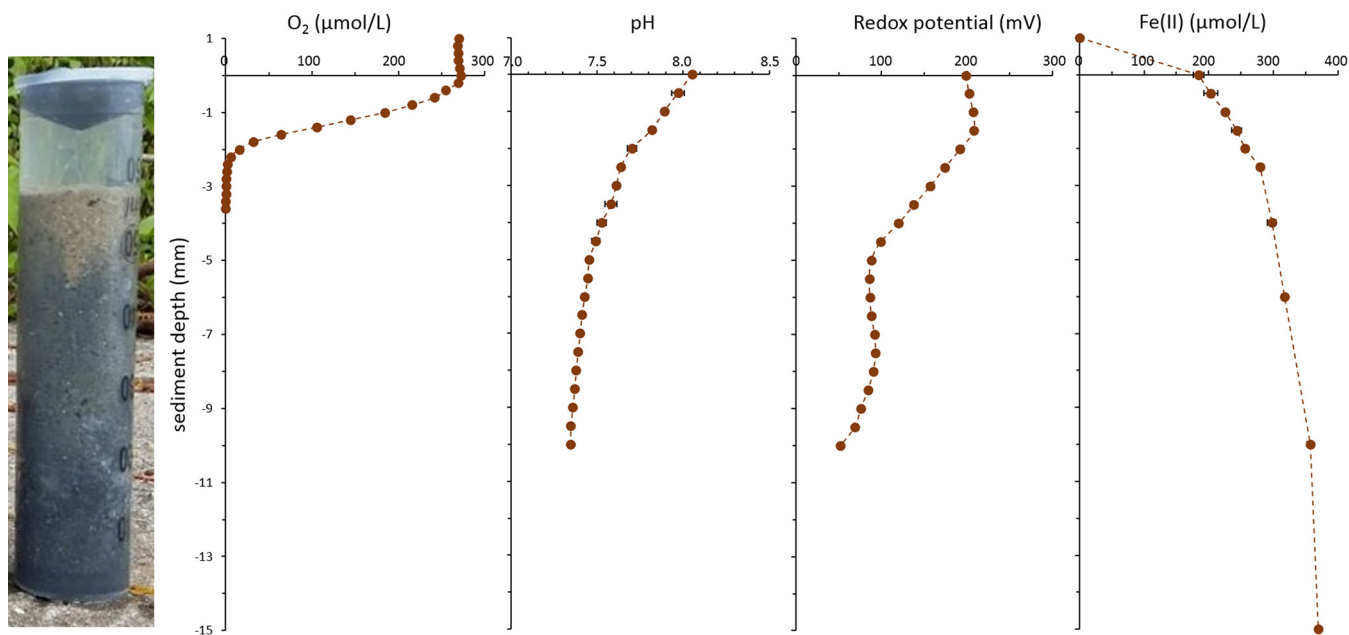 O₂ (µmol/L)
pH
Redox potential (mV)
Fe(II) (µmol/L)
0 100 200 300
7.0 7.5 8.0 8.5
0 100 200 300
0 100 200 300 400
sediment depth (mm)
1
-1
-3
-5
-7
-9
-11
-13
-15